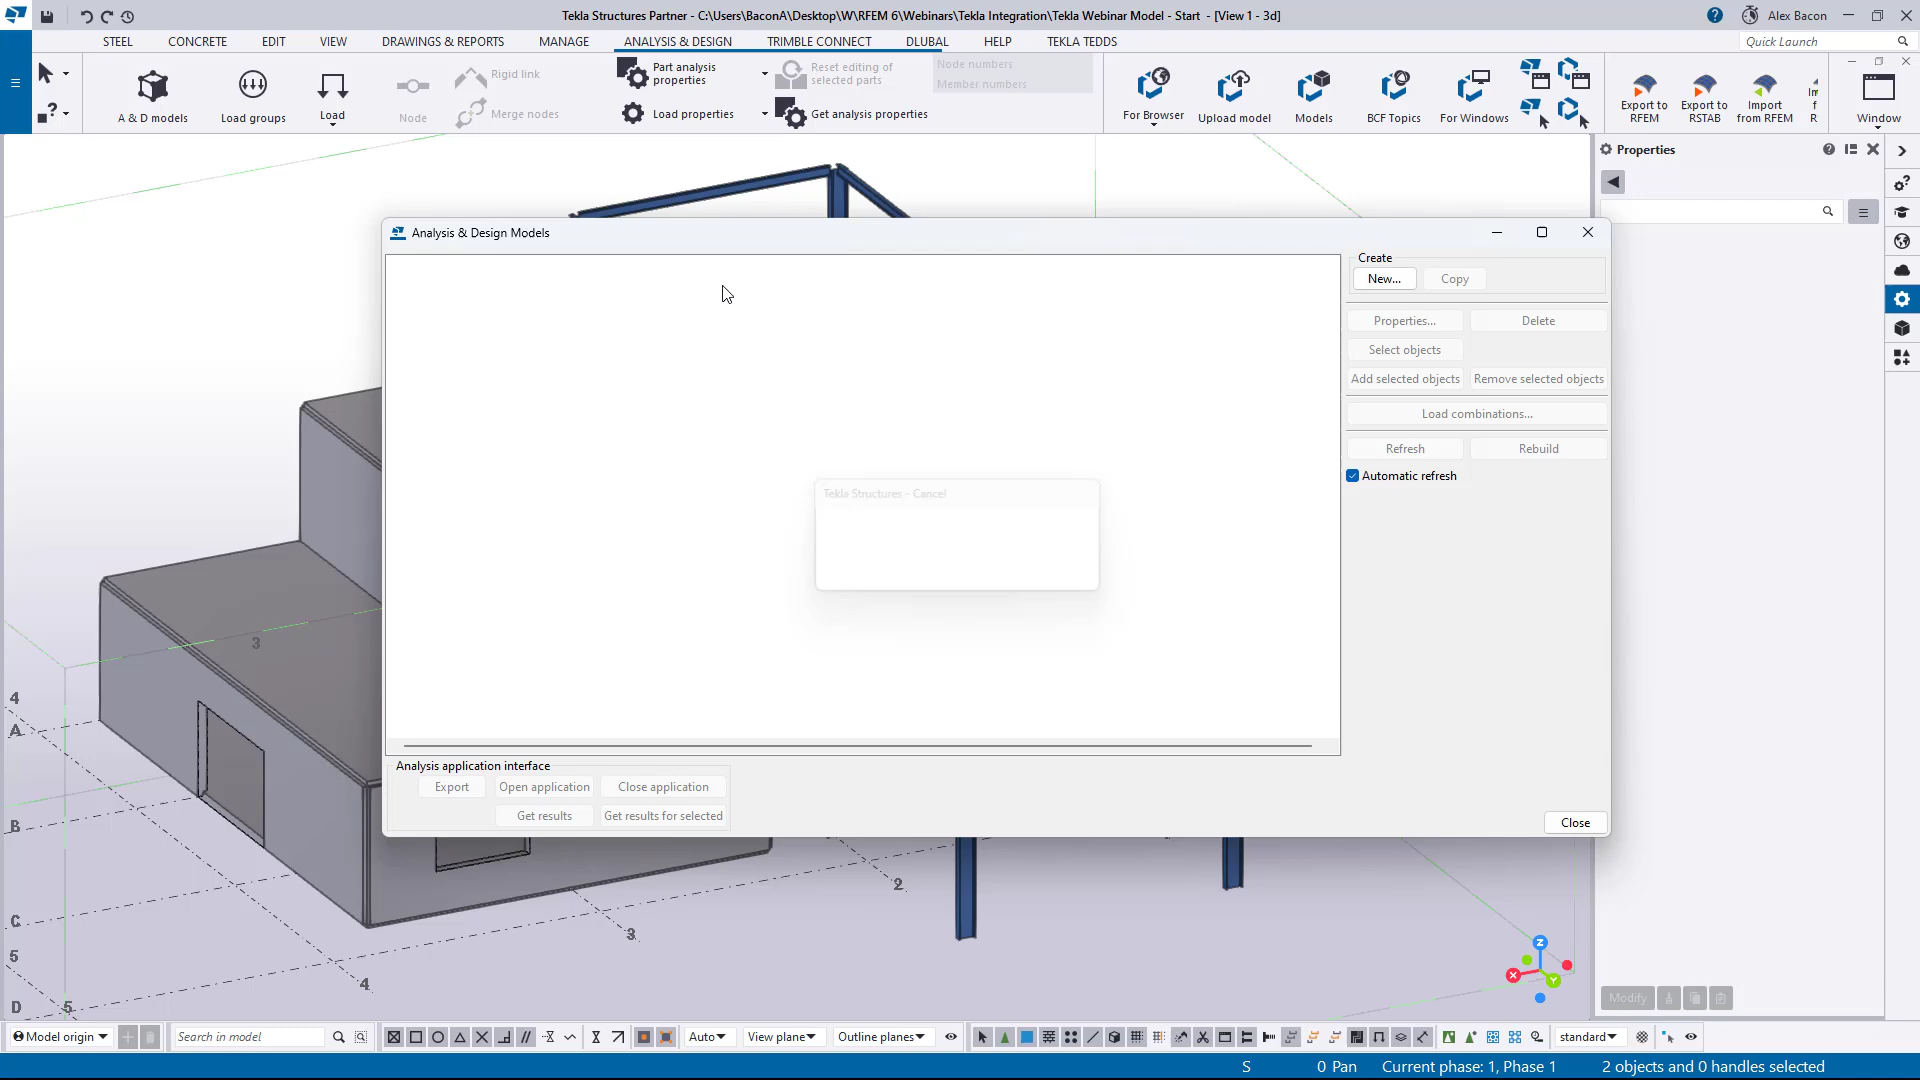 Tekla Structures Partner - C:\Users\BaconA\Desktop\W\RFEM 6\Webinars\Tekla Integration\Tekla Webinar Model - Start - [View 1 - 3d]
Alex Bacon
STEEL CONCRETE EDIT VIEW DRAWINGS & REPORTS MANAGE ANALYSIS & DESIGN TRIMBLE CONNECT DLUBAL HELP TEKLA TEDDS
Quick Launch
A & D models
Load groups
Load
Node
Rigid link
Merge nodes
Part analysis
properties
Load properties
Reset editing of
selected parts
Get analysis properties
Node numbers
Member numbers
For Browser
Upload model
Models
BCF Topics
For Windows
Export to
RFEM
Export to
RSTAB
Import
from RFEM
Window
Properties
Analysis & Design Models
Create
New... Copy
Properties... Delete
Select objects
Add selected objects Remove selected objects
Load combinations...
Refresh Rebuild
Automatic refresh
Tekla Structures - Cancel
Analysis application interface
Export Open application Close application
Get results Get results for selected
Close
3
4
A
B
C
5
D
5
4
3
2
Z
X
Y
Modify
Model origin Search in model Auto View plane Outline planes standard
S 0 Pan Current phase: 1, Phase 1 2 objects and 0 handles selected